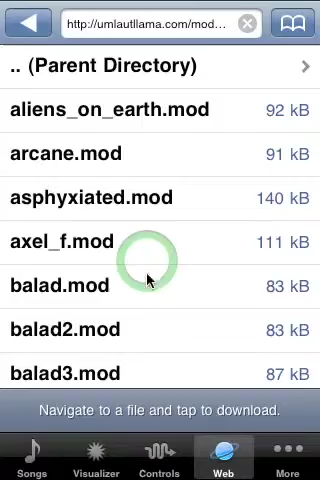 http://umlautllama.com/mod...
.. (Parent Directory)
aliens_on_earth.mod 92 kB
arcane.mod 91 kB
asphyxiated.mod 140 kB
axel_f.mod 111 kB
balad.mod 83 kB
balad2.mod 83 kB
balad3.mod 87 kB
Navigate to a file and tap to download.
Songs Visualizer Controls Web More